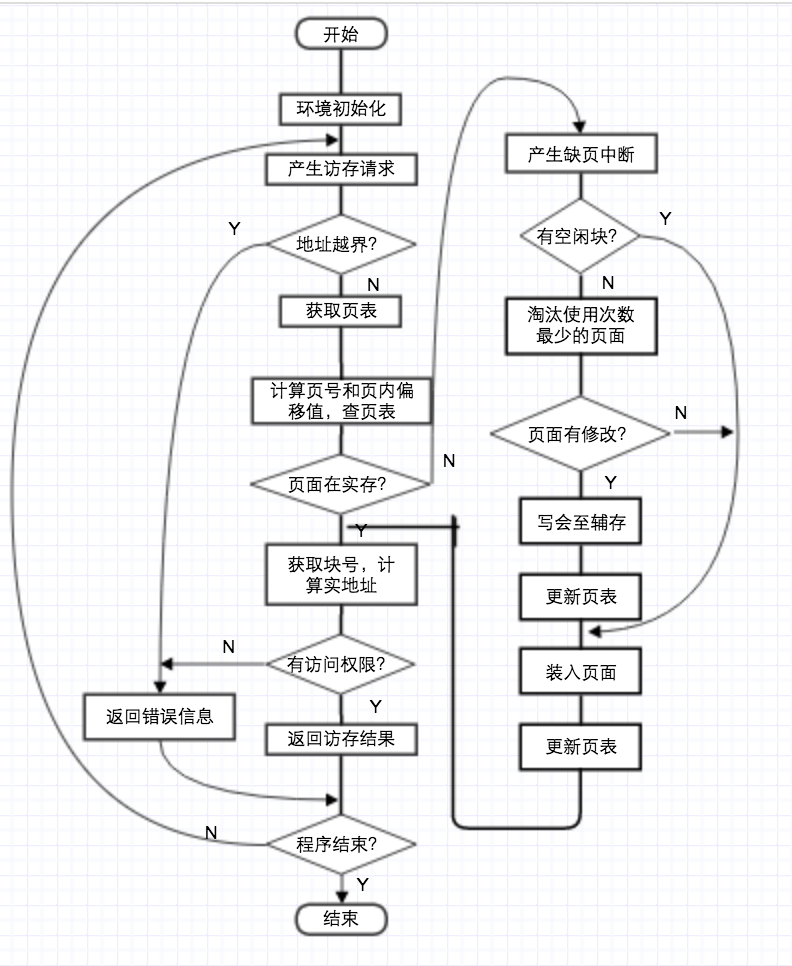 开始
环境初始化
产生访存请求
Y
地址越界?
N
获取页表
计算页号和页内偏
移值，查页表
页面在实存?
N
Y
获取块号，计
算实地址
N
有访问权限?
Y
返回错误信息
返回访存结果
N
程序结束?
Y
结束
产生缺页中断
有空闲块?
Y
N
淘汰使用次数
最少的页面
页面有修改?
N
Y
写会至辅存
更新页表
装入页面
更新页表